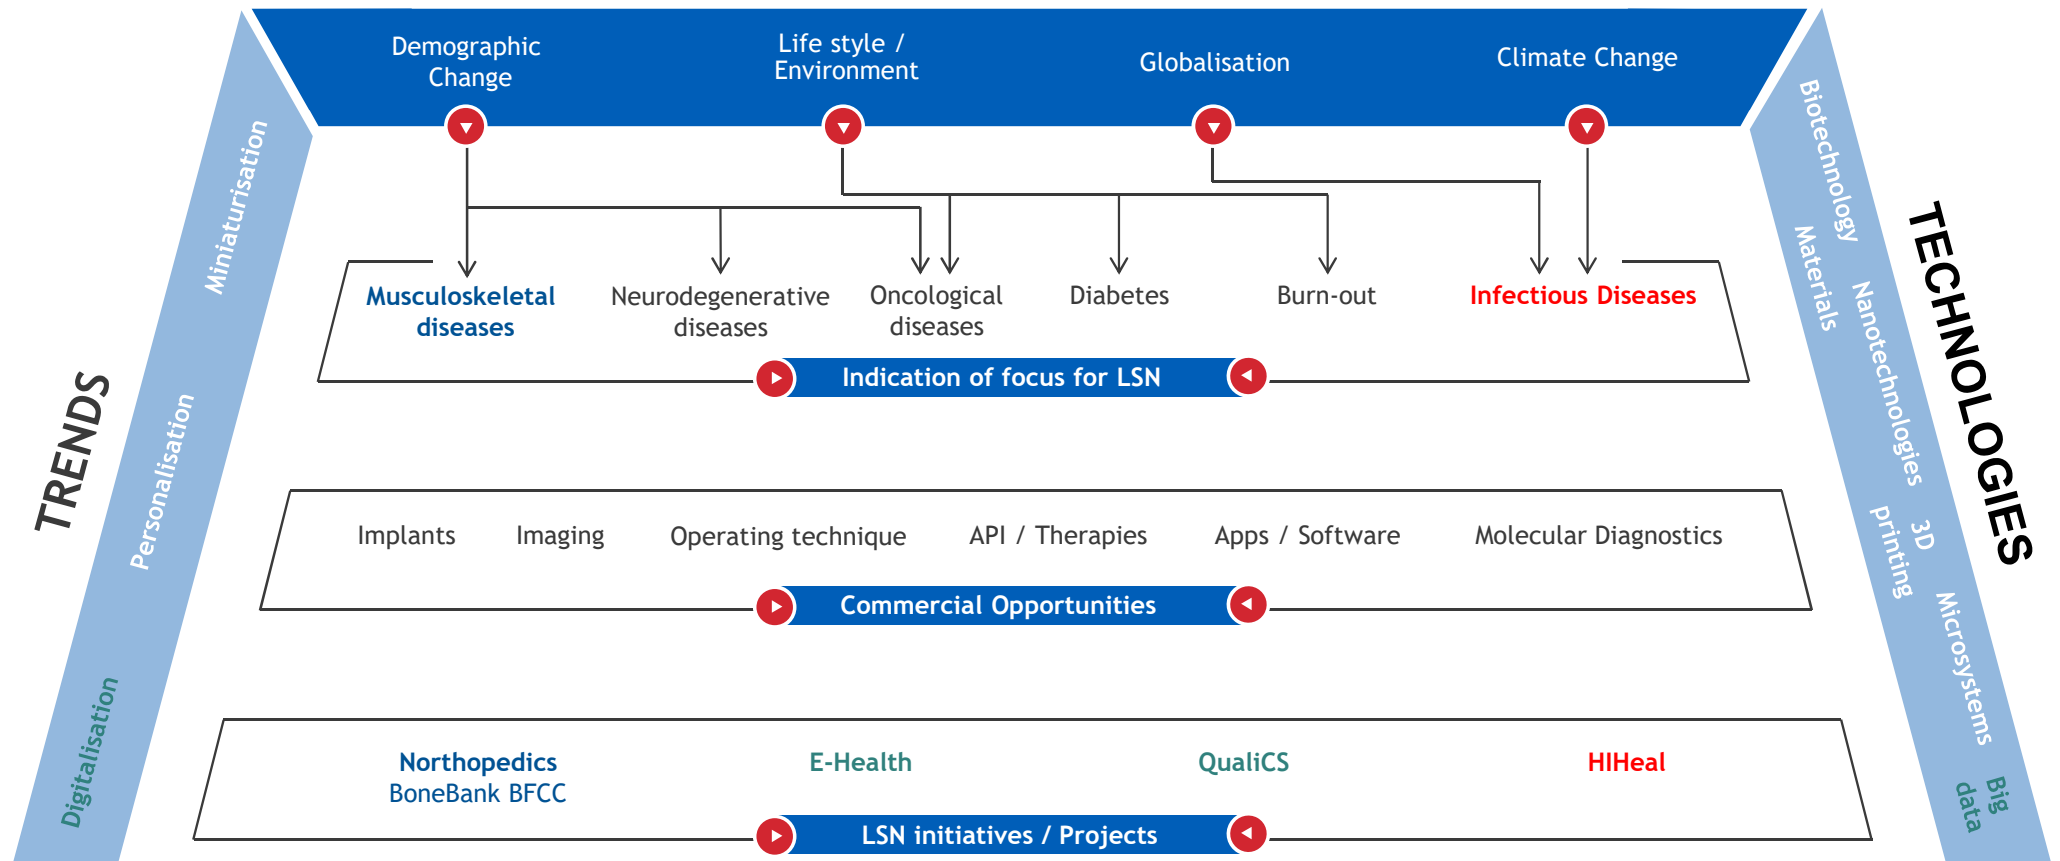 Demographic
Change
Life style /
Environment
Globalisation
Climate Change
TRENDS
Miniaturisation
Personalisation
Digitalisation
Musculoskeletal
diseases
Neurodegenerative
diseases
Oncological
diseases
Diabetes
Burn-out
Infectious Diseases
Indication of focus for LSN
Implants
Imaging
Operating technique
API / Therapies
Apps / Software
Molecular Diagnostics
Commercial Opportunities
Northopedics
BoneBank BFCC
E-Health
QualiCS
HIHeal
LSN initiatives / Projects
TECHNOLOGIES
Biotechnology
Materials
Nanotechnologies
3D
printing
Microsystems
Big
data